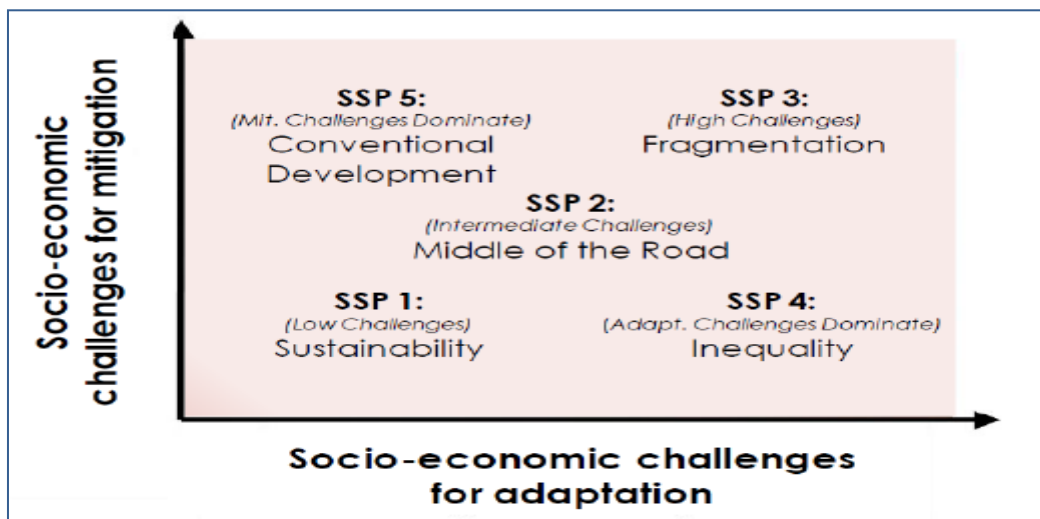 Socio-economic
challenges for mitigation
SSP 5:
(Mit. Challenges Dominate)
Conventional
Development
SSP 3:
(High Challenges)
Fragmentation
SSP 2:
(Intermediate Challenges)
Middle of the Road
SSP 1:
(Low Challenges)
Sustainability
SSP 4:
(Adapt. Challenges Dominate)
Inequality
Socio-economic challenges
for adaptation